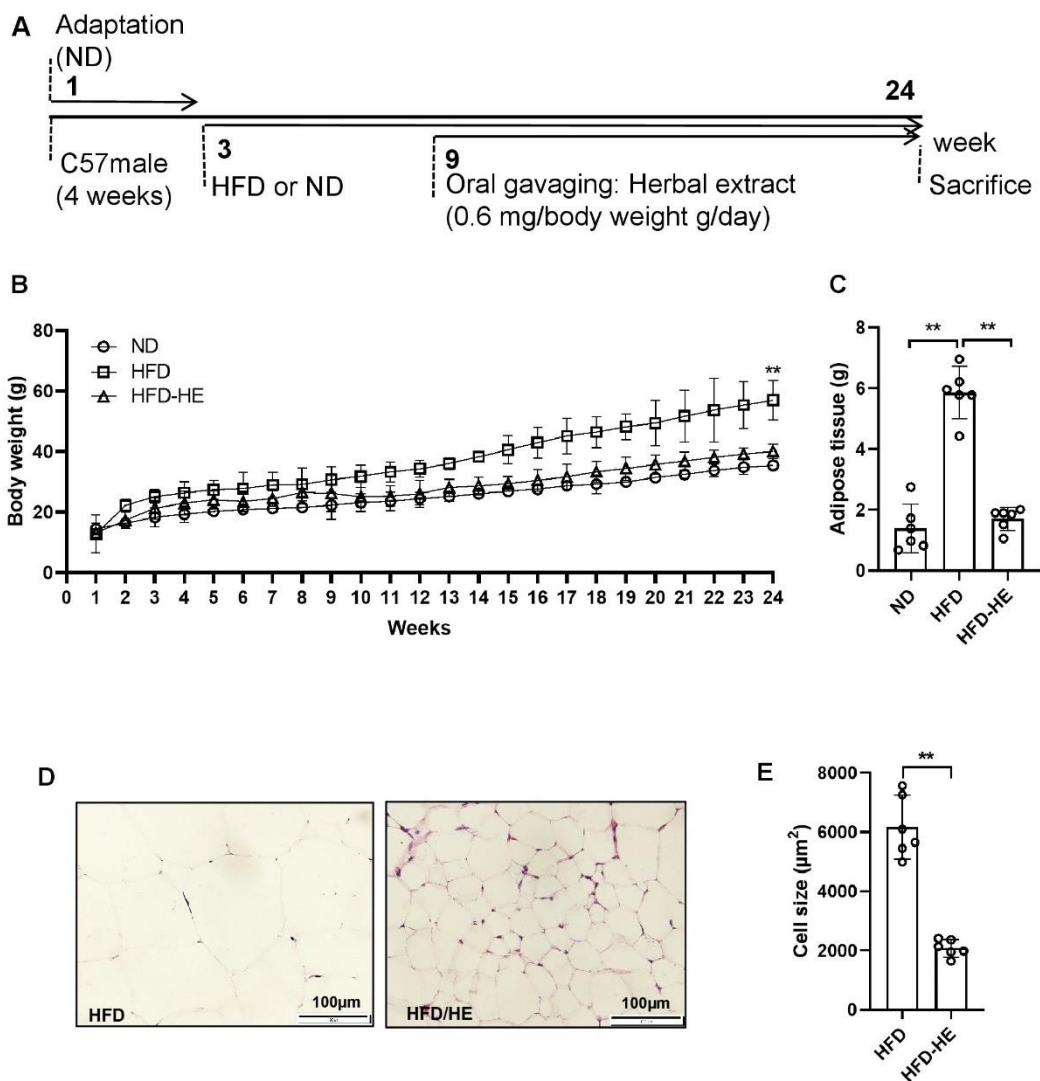 A
Adaptation
(ND)
1
24
C57male
(4 weeks)
3
HFD or ND
9
Oral gavaging: Herbal extract
(0.6 mg/body weight g/day)
week
Sacrifice
B
Body weight (g)
80
60
40
20
0
ND
HFD
HFD-HE
**
0 1 2 3 4 5 6 7 8 9 10 11 12 13 14 15 16 17 18 19 20 21 22 23 24
Weeks
C
Adipose tissue (g)
8
6
4
2
0
** **
ND HFD HFD-HE
D
HFD
100µm
HFD/HE
100µm
E
Cell size (µm²)
8000
6000
4000
2000
0
**
HFD HFD-HE